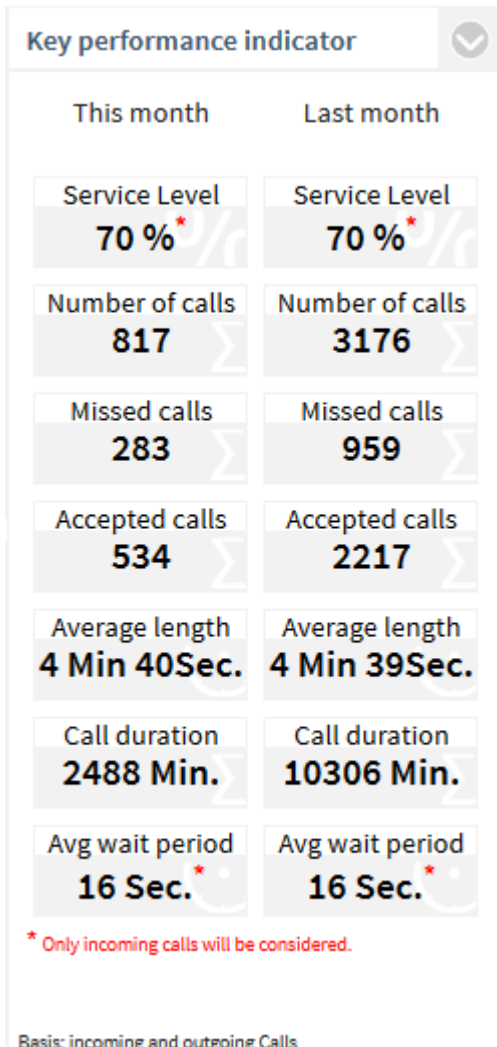 Key performance indicator
This month Last month
Service Level Service Level
70 %* 70 %*
Number of calls Number of calls
817 3176
Missed calls Missed calls
283 959
Accepted calls Accepted calls
534 2217
Average length Average length
4 Min 40Sec. 4 Min 39Sec.
Call duration Call duration
2488 Min. 10306 Min.
Avg wait period Avg wait period
16 Sec.* 16 Sec.*
* Only incoming calls will be considered.
Basis: incoming and outgoing Calls